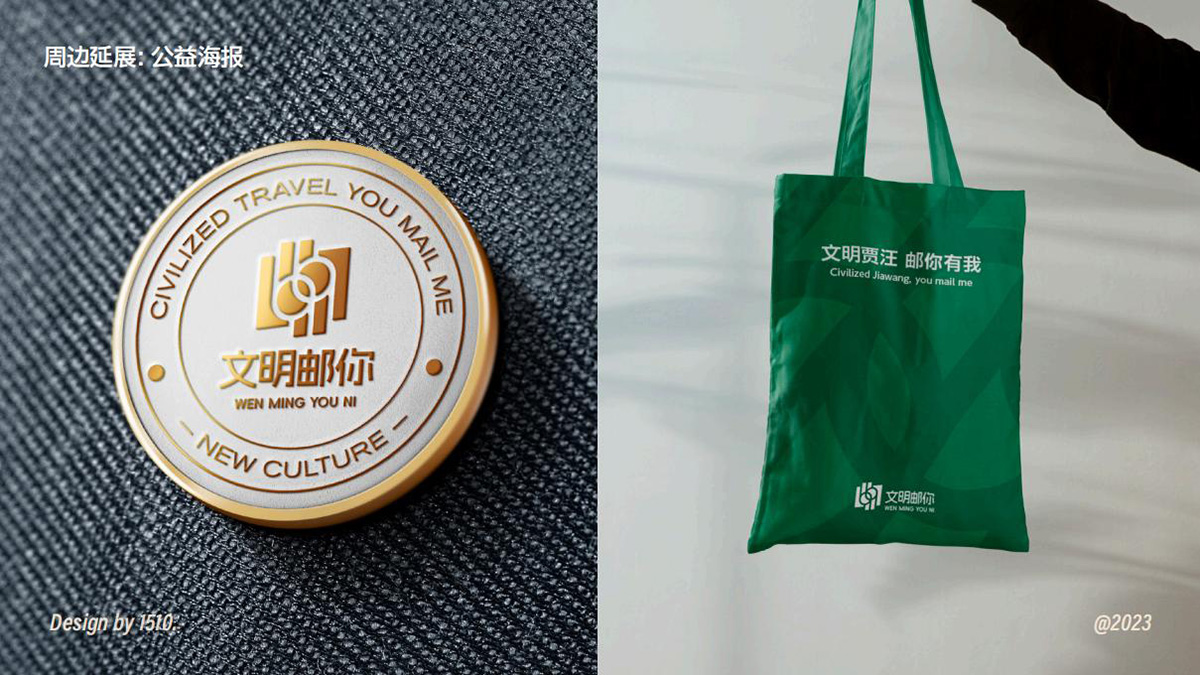 周边延展: 公益海报
CIVILIZED TRAVEL YOU MAIL ME
文明邮你
WEN MING YOU NI
NEW CULTURE
文明贾汪 邮你有我
Civilized Jiawang, you mail me
文明邮你
WEN MING YOU NI
Design by 15t0.
@2023